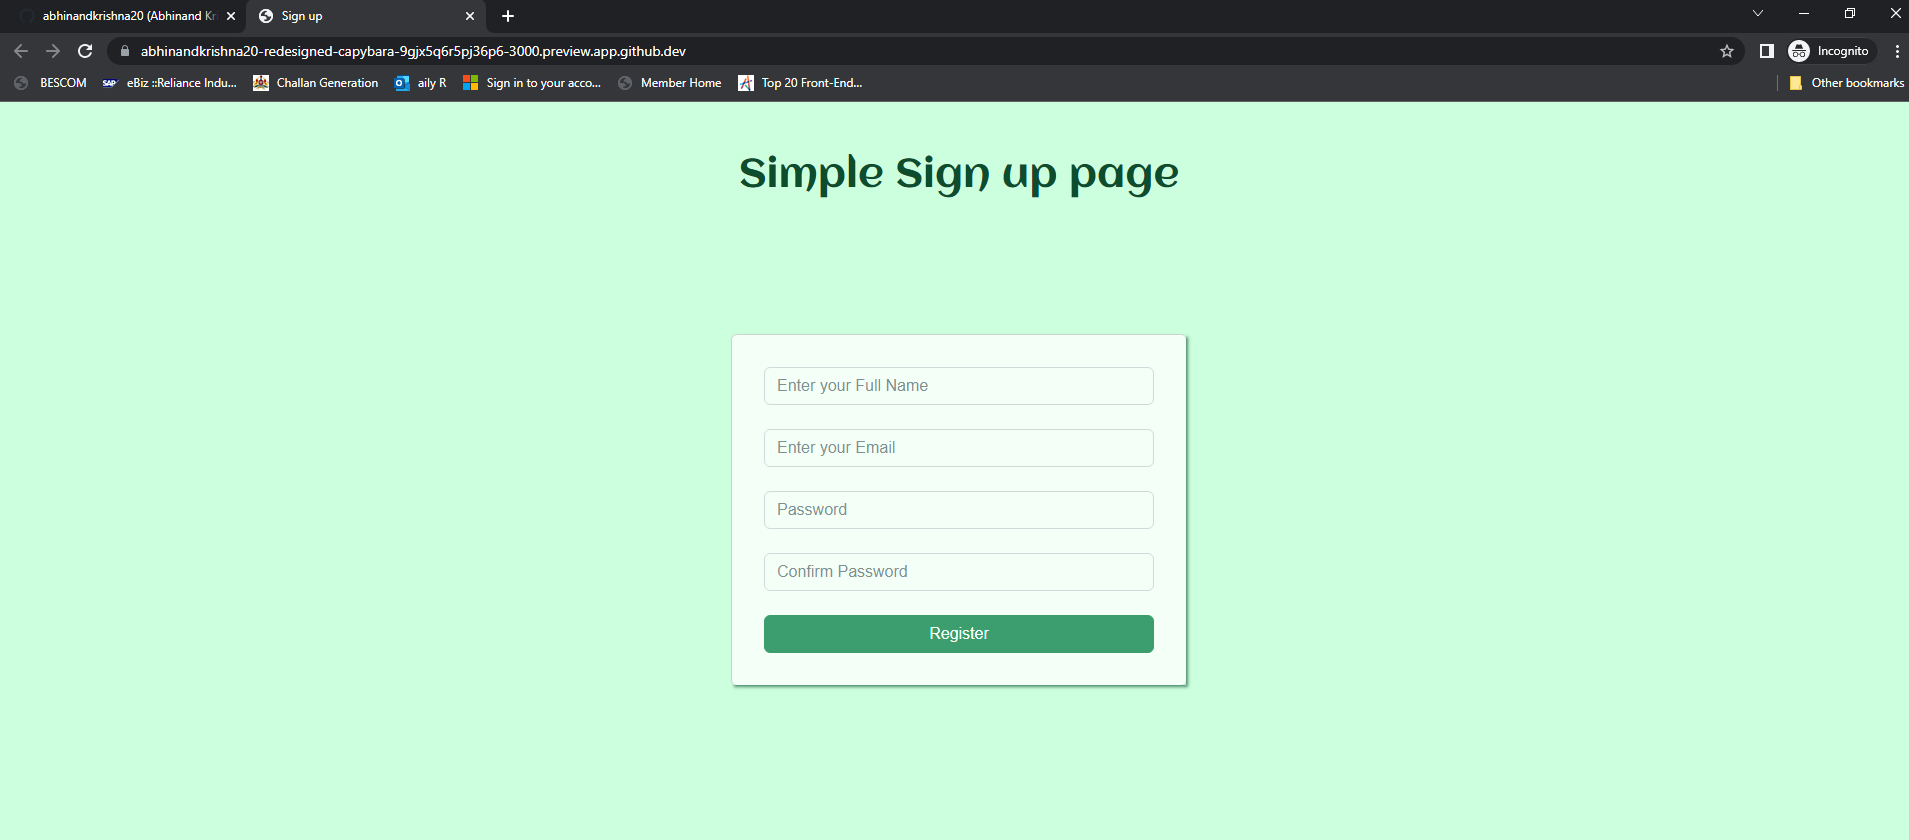 abhinandkrishna20 (Abhinand Kri
Sign up
abhinandkrishna20-redesigned-capybara-9gjx5q6r5pj36p6-3000.preview.app.github.dev
Incognito
BESCOM
SAP
eBiz ::Reliance Indu...
Challan Generation
aily R
Sign in to your acco...
Member Home
Top 20 Front-End...
Other bookmarks
Simple Sign up page
Enter your Full Name
Enter your Email
Password
Confirm Password
Register